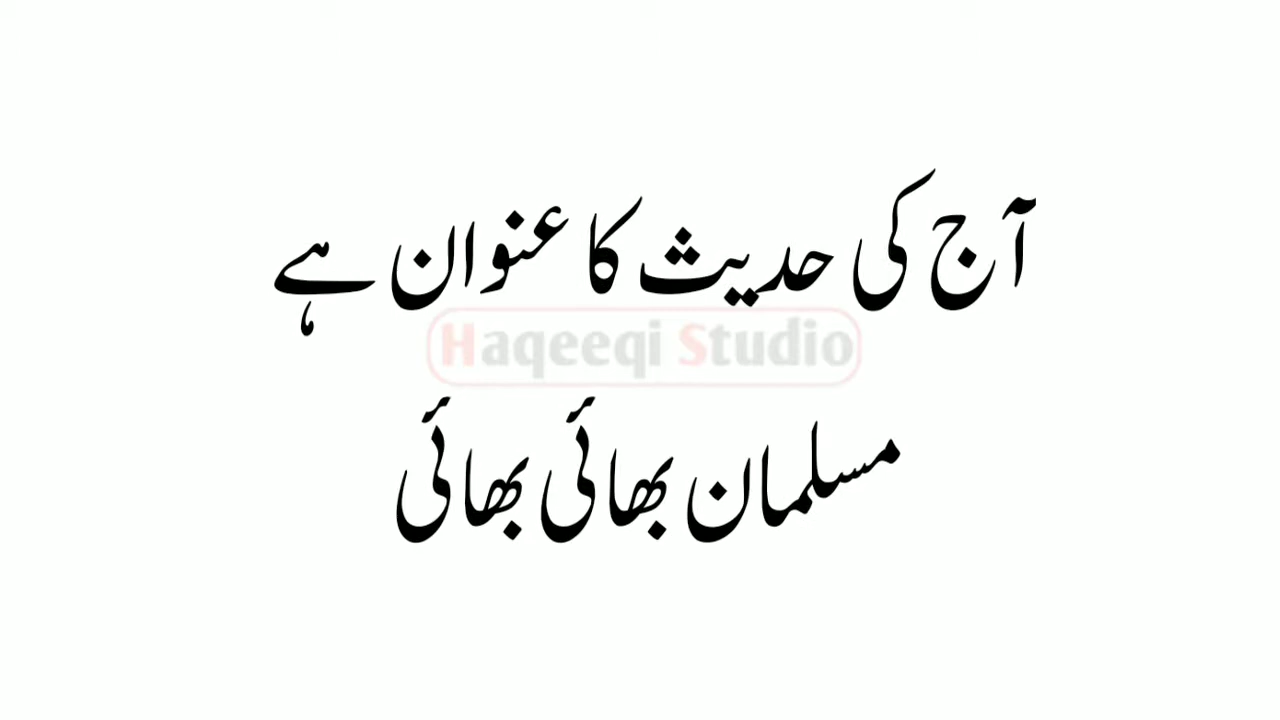 آج کی حدیث کا عنوان ہے
Haqeeqi Studio
مسلمان بھائی بھائی